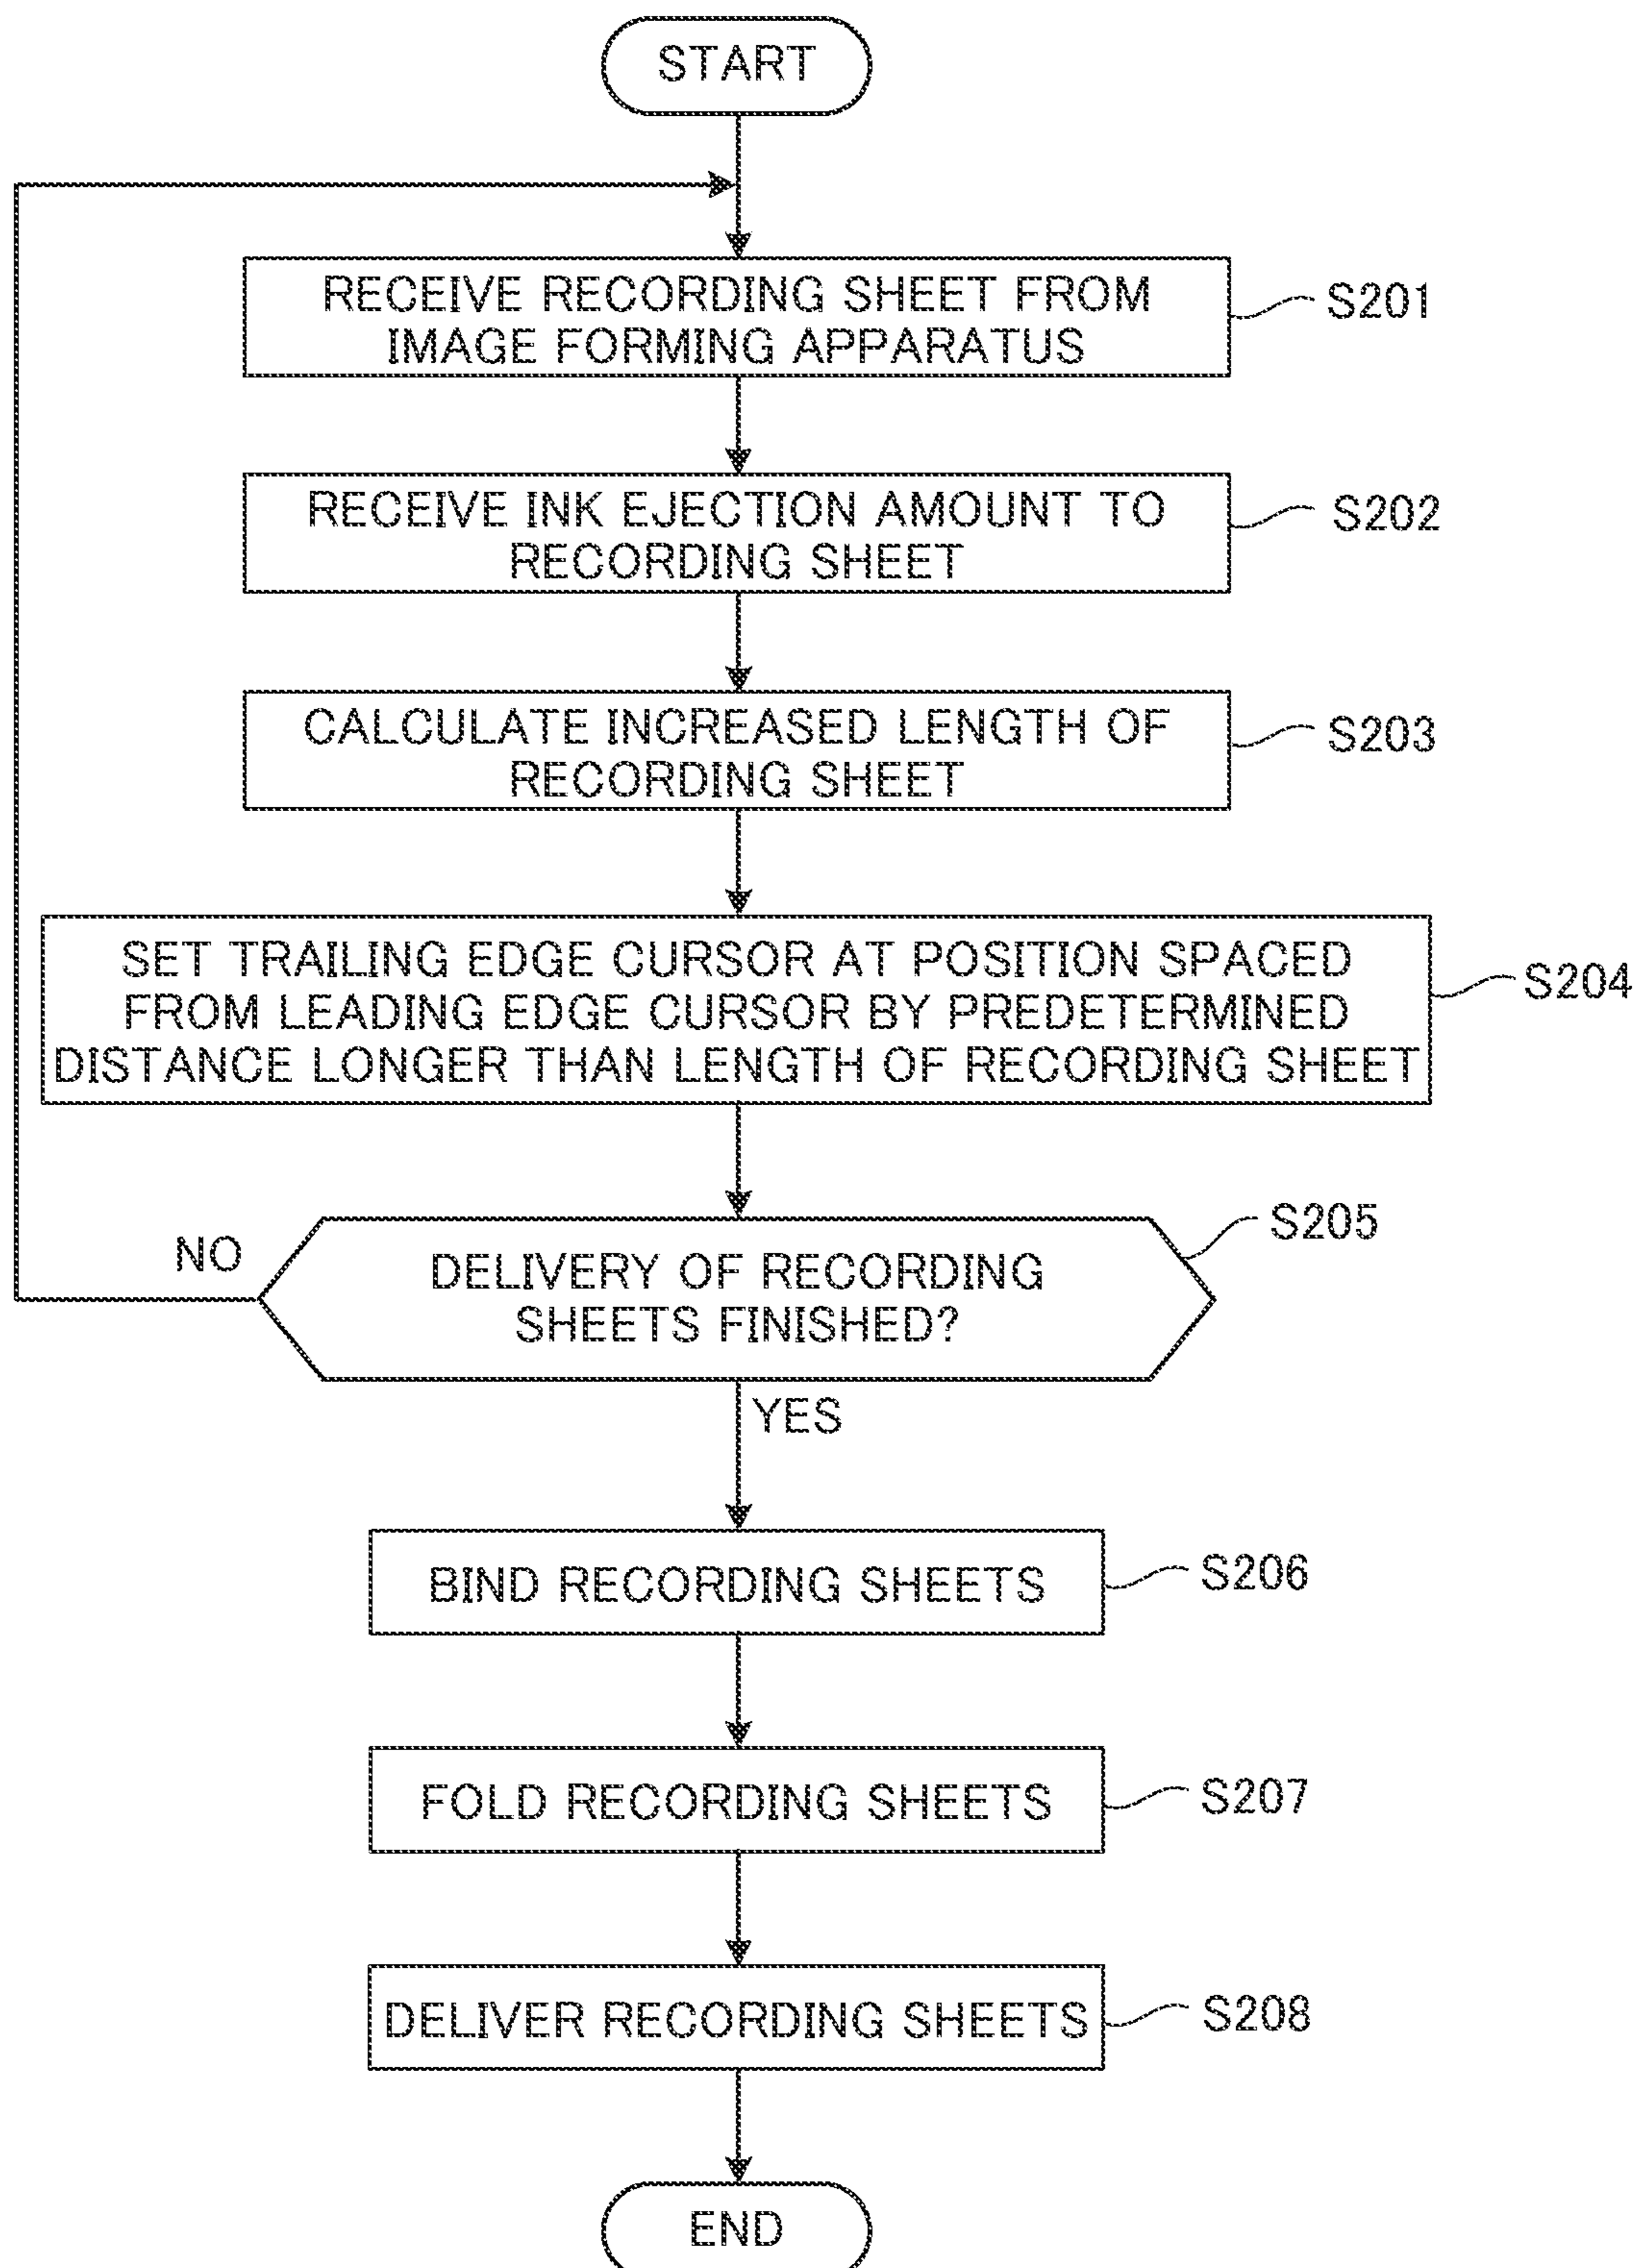 START
RECEIVE RECORDING SHEET FROM
IMAGE FORMING APPARATUS
S201
RECEIVE INK EJECTION AMOUNT TO
RECORDING SHEET
S202
CALCULATE INCREASED LENGTH OF
RECORDING SHEET
S203
SET TRAILING EDGE CURSOR AT POSITION SPACED
FROM LEADING EDGE CURSOR BY PREDETERMINED
DISTANCE LONGER THAN LENGTH OF RECORDING SHEET
S204
NO
DELIVERY OF RECORDING
SHEETS FINISHED?
S205
YES
BIND RECORDING SHEETS
S206
FOLD RECORDING SHEETS
S207
DELIVER RECORDING SHEETS
S208
END